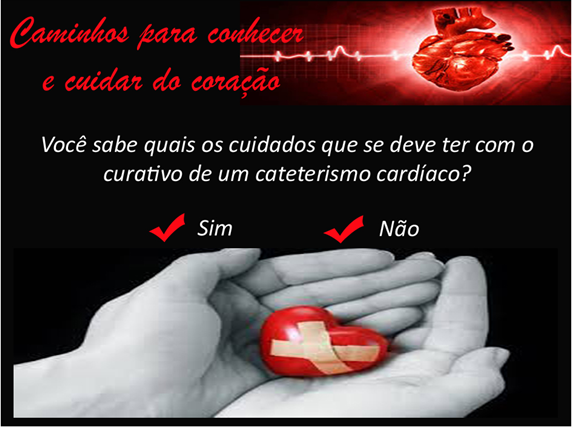 Caminhos para conhecer
e cuidar do coração
Você sabe quais os cuidados que se deve ter com o
curativo de um cateterismo cardíaco?
Sim Não